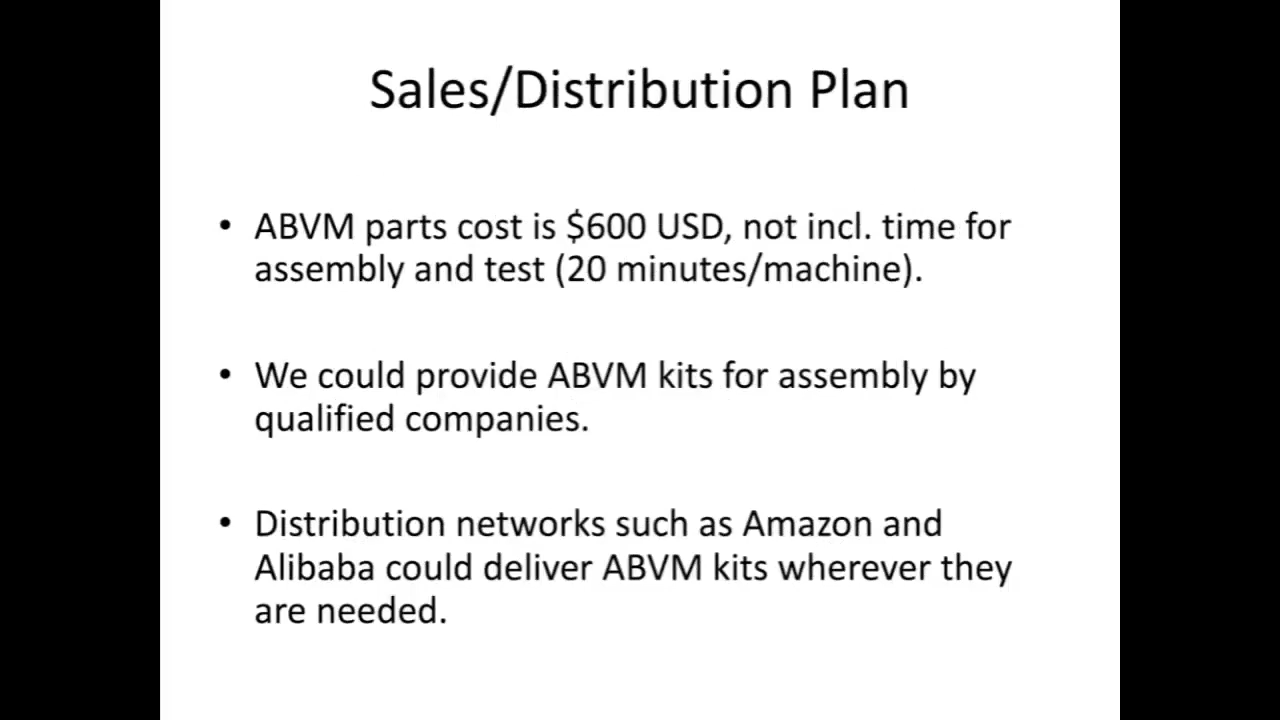 Sales/Distribution Plan
• ABVM parts cost is $600 USD, not incl. time for
assembly and test (20 minutes/machine).
• We could provide ABVM kits for assembly by
qualified companies.
• Distribution networks such as Amazon and
Alibaba could deliver ABVM kits wherever they
are needed.